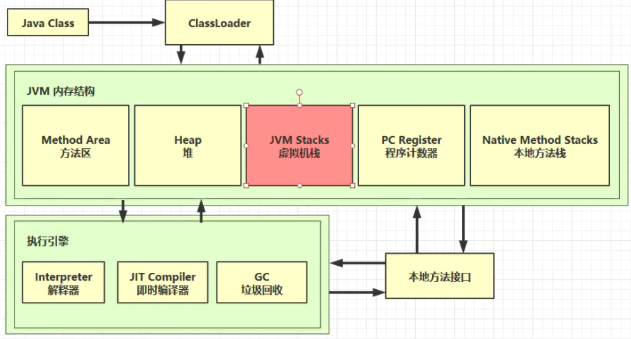 Java Class
ClassLoader
JVM 内存结构
Method Area
方法区
Heap
堆
JVM Stacks
虚拟机栈
PC Register
程序计数器
Native Method Stacks
本地方法栈
执行引擎
Interpreter
解释器
JIT Compiler
即时编译器
GC
垃圾回收
本地方法接口